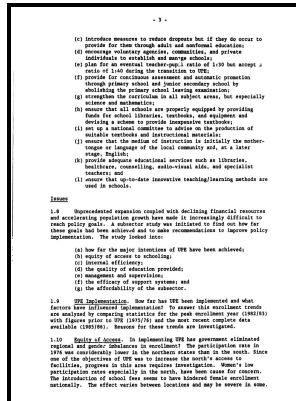 - 3 -
(c) introduce measures to reduce dropouts but if they do occur to
provide for them through adult and nonformal education;
(d) encourage voluntary agencies, communities, and private
individuals to establish and manage schools;
(e) plan for an eventual teacher-pupil ratio of 1:30 but accept a
ratio of 1:40 during the transition to UPE;
(f) provide for continuous assessment and automatic promotion
through primary school and junior secondary school by
abolishing the primary school leaving examination;
(g) strengthen the curriculum in all subject areas, but especially
science and mathematics;
(h) ensure that all schools are properly equipped by providing
funds for school libraries, textbooks, and equipment and
devising a scheme to provide inexpensive textbooks;
(i) set up a national committee to advise on the production of
suitable textbooks and instructional materials;
(j) ensure that the medium of instruction is initially the mother-
tongue or language of the local community and, at a later
stage, English;
(k) provide adequate educational services such as libraries,
healthcare, counselling, audio-visual aids, and specialist
teachers; and
(l) ensure that up-to-date innovative teaching/learning methods are
used in schools.
Issues
1.8 Unprecedented expansion coupled with declining financial resources
and accelerating population growth have made it increasingly difficult to
reach policy goals. A subsector study was initiated to find out how far
these goals had been achieved and to make recommendations to improve policy
implementation. The study looked into:
(a) how far the major intentions of UPE have been achieved;
(b) equity of access to schooling;
(c) internal efficiency;
(d) the quality of education provided;
(e) management and supervision;
(f) the efficacy of support systems; and
(g) the affordability of the subsector.
1.9 UPE Implementation. How far has UPE been implemented and what
factors have influenced implementation? To answer this enrollment trends
are analyzed by comparing statistics for the peak enrollment year (1982/83)
with figures prior to UPE (1975/76) and the most recent complete data
available (1985/86). Reasons for these trends are investigated.
1.10 Equity of Access. In implementing UPE has government eliminated
regional and gender imbalances in enrollment? The participation rate in
1976 was considerably lower in the northern states than in the south. Since
one of the objectives of UPE was to increase the north's access to
facilities, progress in this area requires investigation. Women's low
participation rates especially in the north, have been cause for concern.
The introduction of school fees seems to have hindered female enrollment
nationally. The effect varies between locations and may be severe in some.